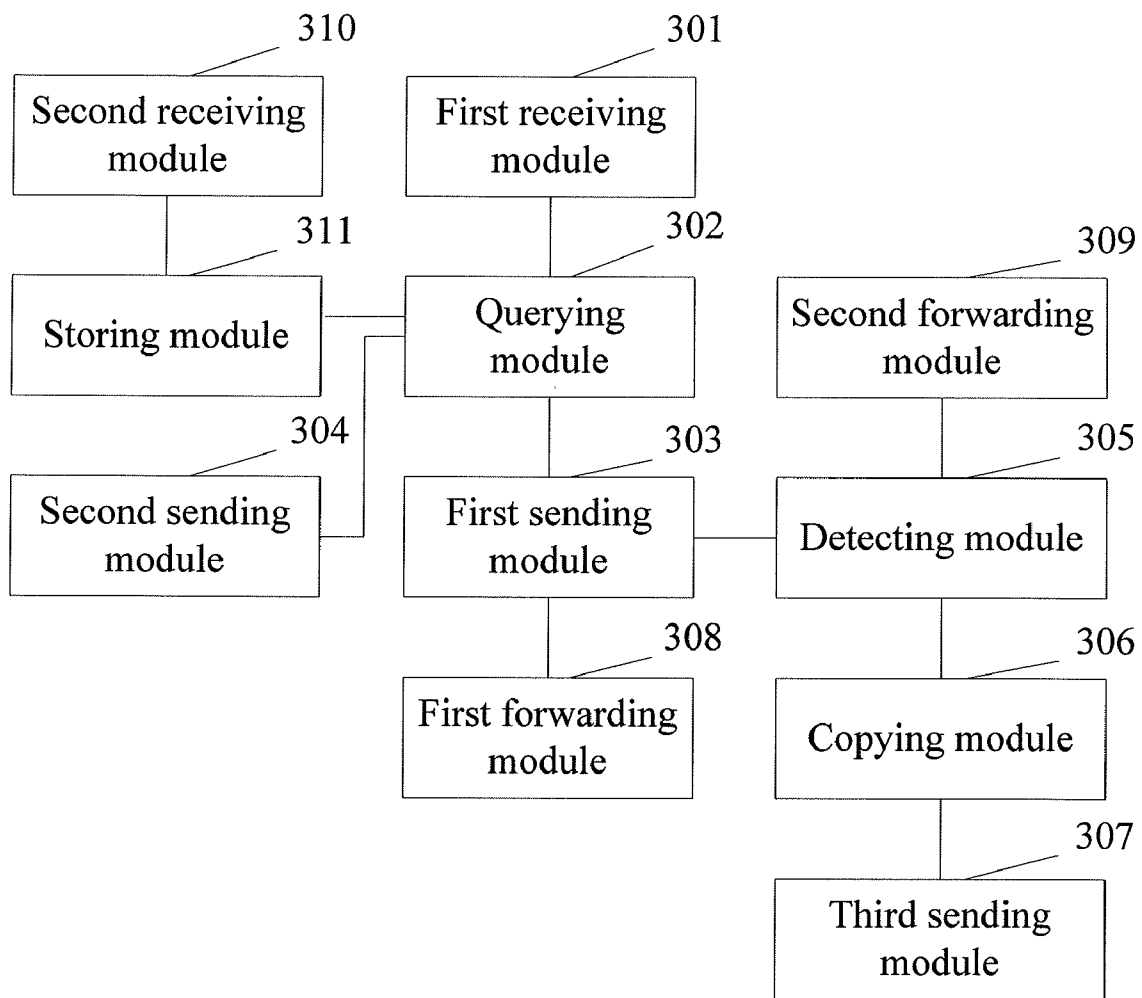 310
301
Second receiving
module
First receiving
module
311
302
309
Storing module
Querying
module
Second forwarding
module
304
303
305
Second sending
module
First sending
module
Detecting module
308
306
First forwarding
module
Copying module
307
Third sending
module